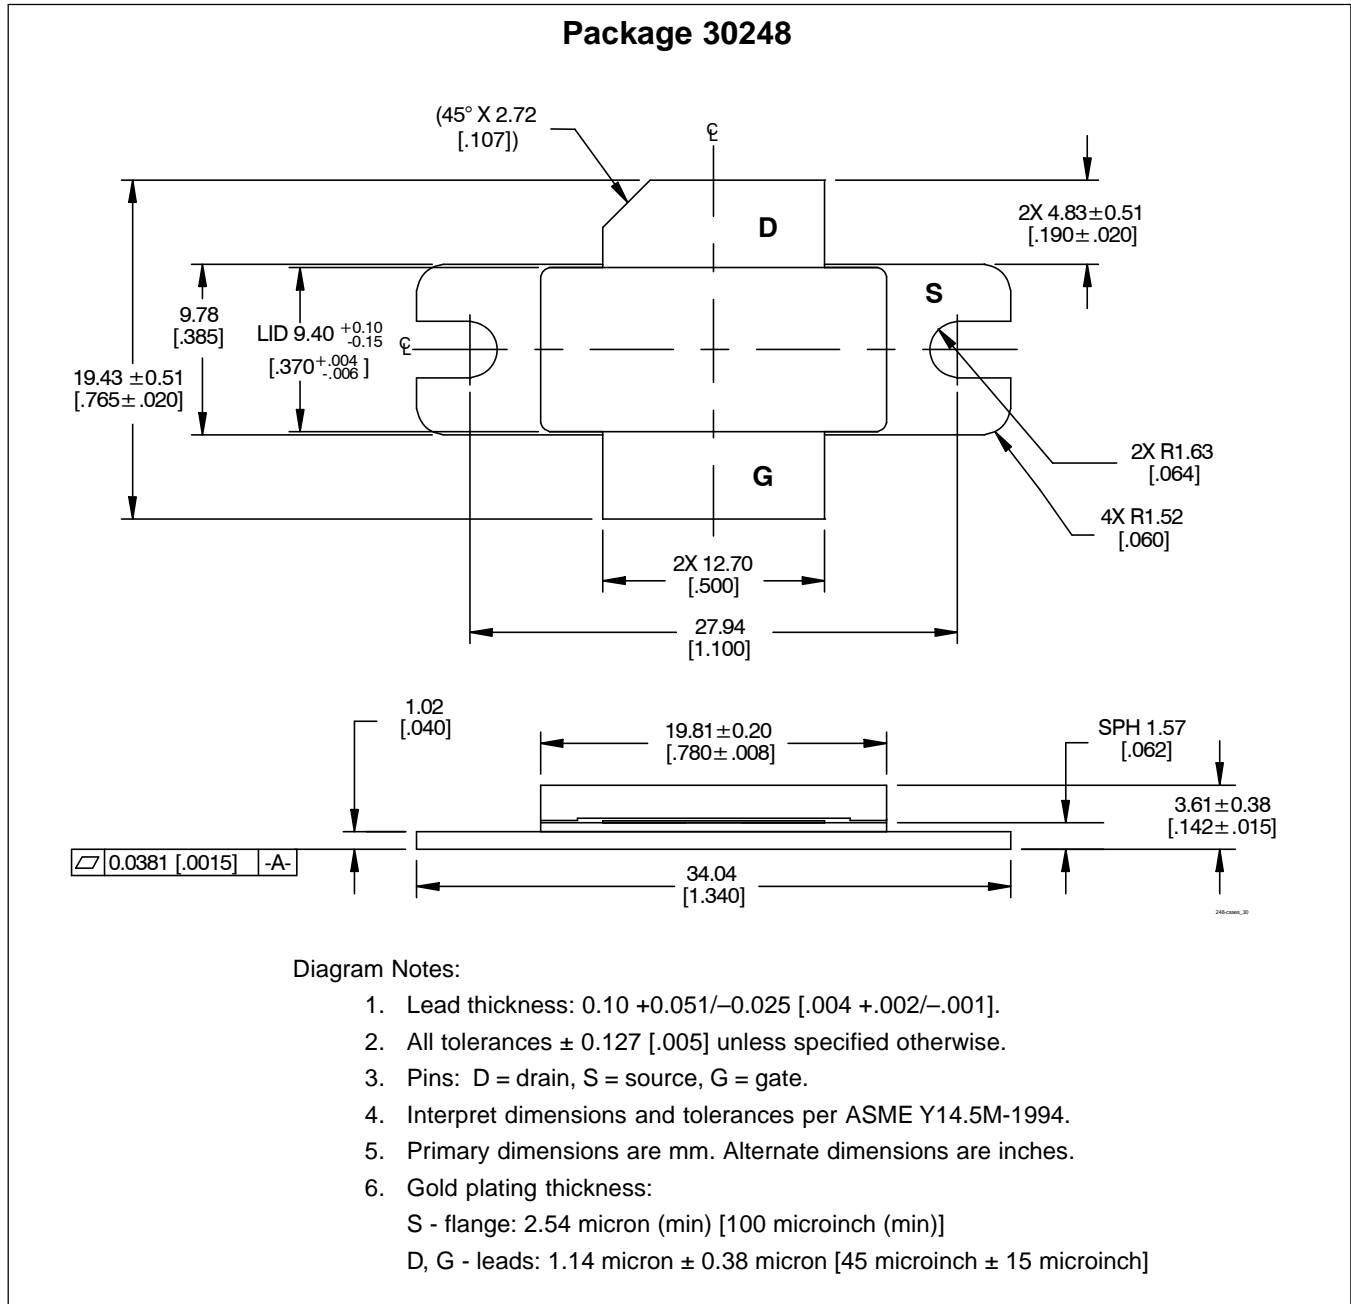 Package 30248
(45° X 2.72
[.107])
℄
D
2X 4.83±0.51
[.190±.020]
S
9.78
[.385]
LID 9.40 +0.10
-0.15
[.370 +.004
-.006 ]
℄
19.43 ±0.51
[.765±.020]
2X R1.63
[.064]
G
4X R1.52
[.060]
2X 12.70
[.500]
27.94
[1.100]
1.02
[.040]
19.81±0.20
[.780±.008]
SPH 1.57
[.062]
3.61±0.38
[.142±.015]
⏥ 0.0381 [.0015] -A-
34.04
[1.340]
248-cases_30
Diagram Notes:
1. Lead thickness: 0.10 +0.051/–0.025 [.004 +.002/–.001].
2. All tolerances ± 0.127 [.005] unless specified otherwise.
3. Pins: D = drain, S = source, G = gate.
4. Interpret dimensions and tolerances per ASME Y14.5M-1994.
5. Primary dimensions are mm. Alternate dimensions are inches.
6. Gold plating thickness:
S - flange: 2.54 micron (min) [100 microinch (min)]
D, G - leads: 1.14 micron ± 0.38 micron [45 microinch ± 15 microinch]